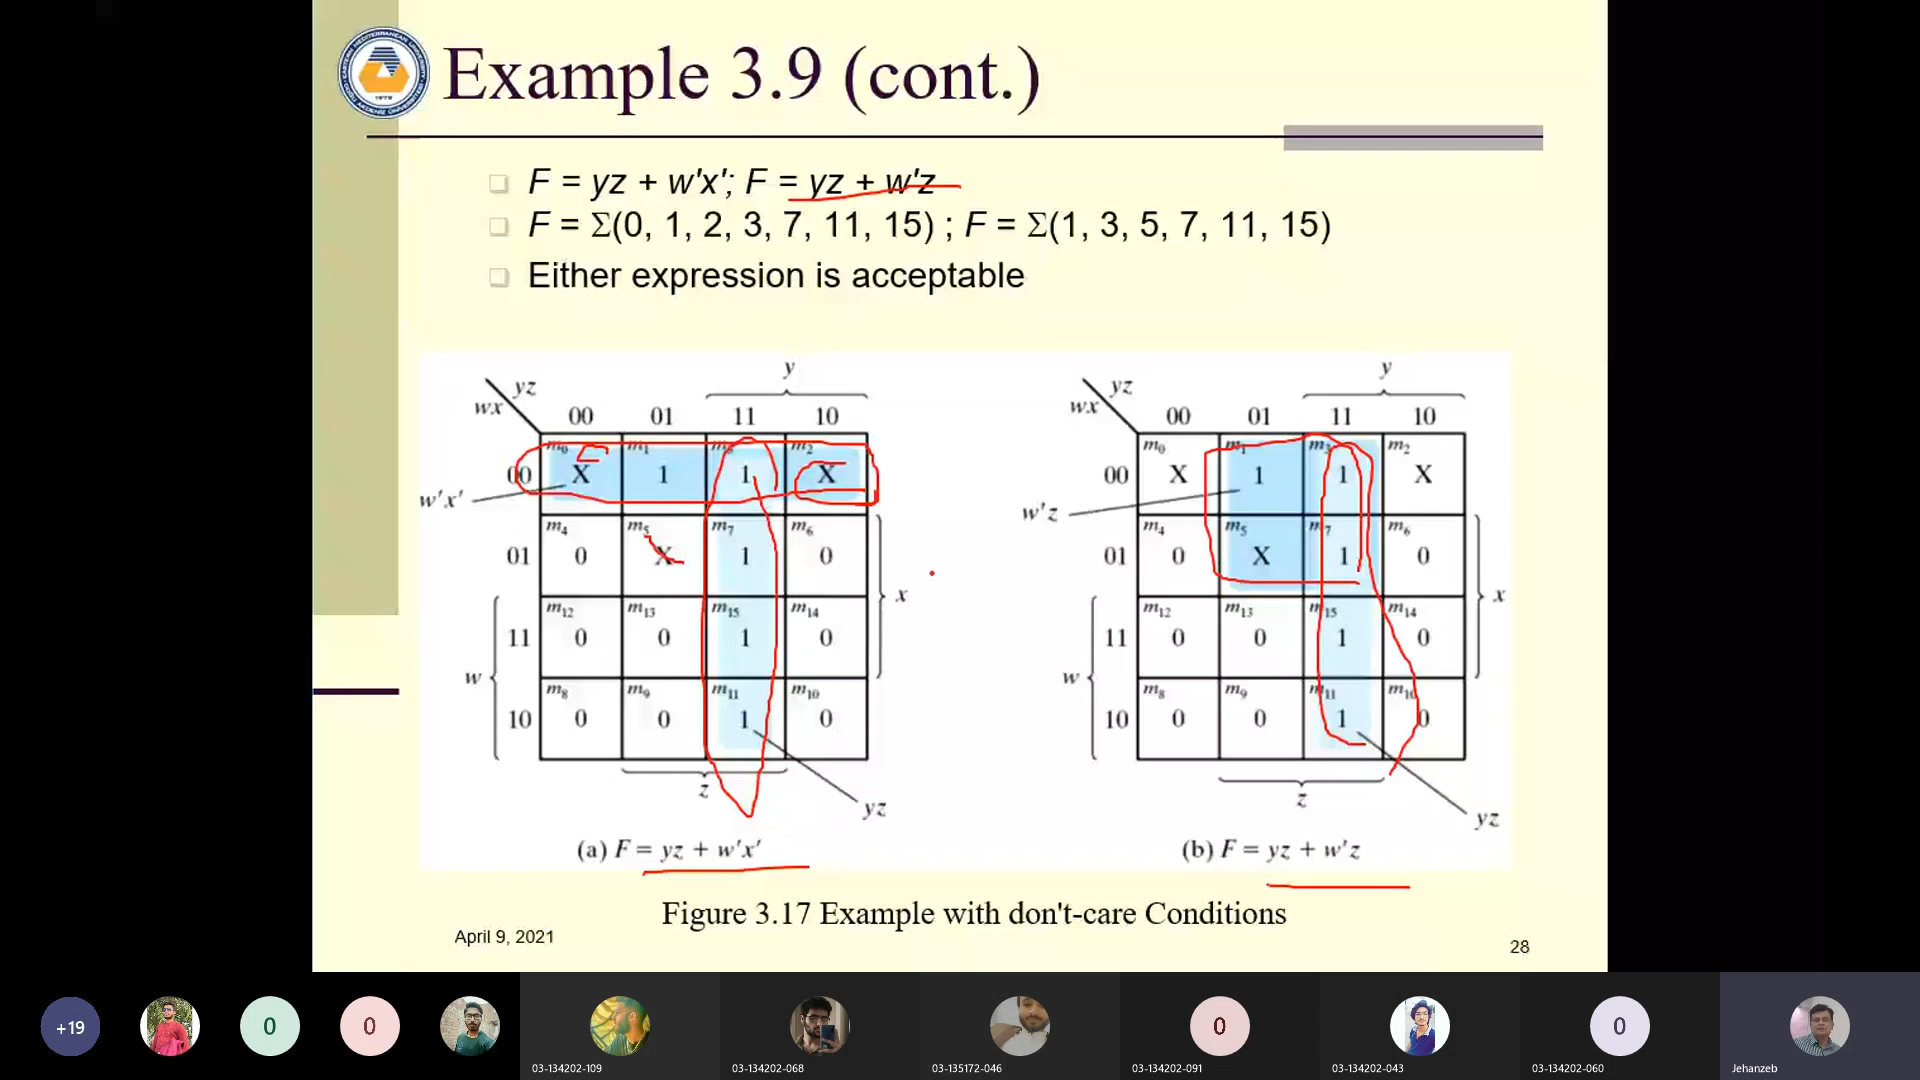 Example 3.9 (cont.)
F = yz + w'x'; F = yz + w'z
F = Σ(0, 1, 2, 3, 7, 11, 15) ; F = Σ(1, 3, 5, 7, 11, 15)
Either expression is acceptable
y
yz
wx
00 01 11 10
m0 m1 m3 m2
00 X 1 1 X
w'x'
m4 m5 m7 m6
01 0 X 1 0
x
m12 m13 m15 m14
11 0 0 1 0
w
m8 m9 m11 m10
10 0 0 1 0
z
yz
(a) F = yz + w'x'
y
yz
wx
00 01 11 10
m0 m1 m3 m2
00 X 1 1 X
w'z
m4 m5 m7 m6
01 0 X 1 0
x
m12 m13 m15 m14
11 0 0 1 0
w
m8 m9 m11 m10
10 0 0 1 0
z
yz
(b) F = yz + w'z
Figure 3.17 Example with don't-care Conditions
April 9, 2021
28
+19
0
0
0
0
03-134202-109
03-134202-068
03-135172-046
03-134202-091
03-134202-043
03-134202-060
Jehanzeb